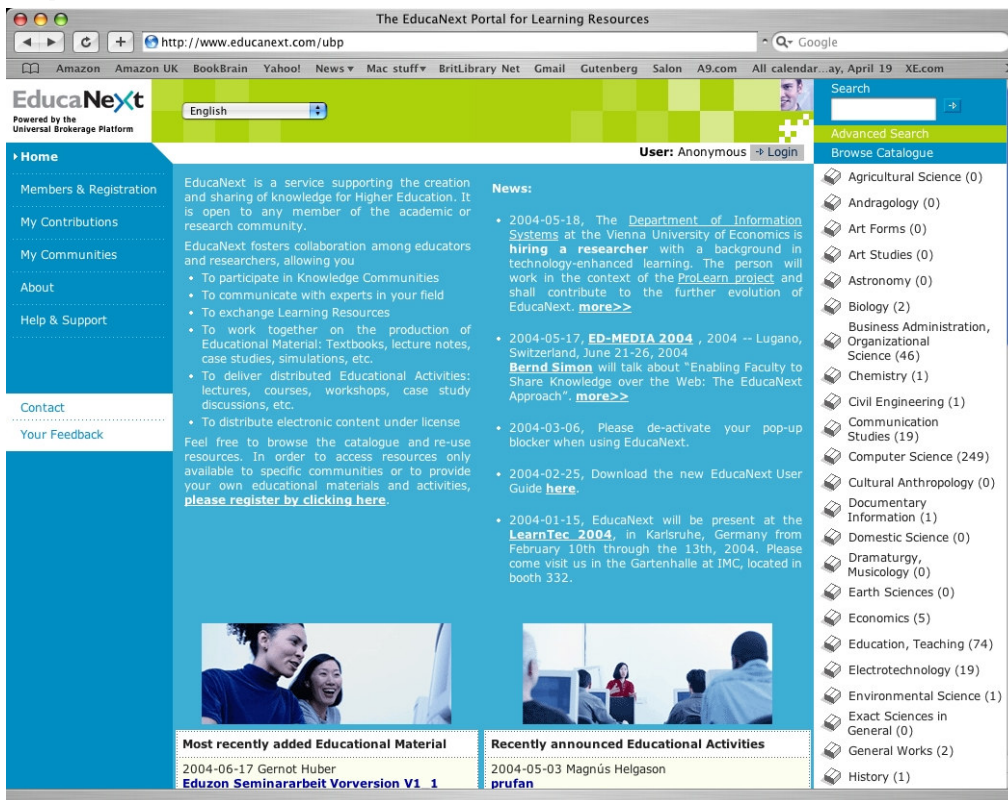 The EducaNext Portal for Learning Resources
http://www.educanext.com/ubp
Google
Amazon Amazon UK BookBrain Yahoo! News Mac stuff BritLibrary Net Gmail Gutenberg Salon A9.com All calendar...ay, April 19 XE.com
EducaNext
Powered by the
Universal Brokerage Platform
English
User: Anonymous Login
Search
Advanced Search
Browse Catalogue
Home
Members & Registration
My Contributions
My Communities
About
Help & Support
Contact
Your Feedback
EducaNext is a service supporting the creation
and sharing of knowledge for Higher Education. It
is open to any member of the academic or
research community.
EducaNext fosters collaboration among educators
and researchers, allowing you
• To participate in Knowledge Communities
• To communicate with experts in your field
• To exchange Learning Resources
• To work together on the production of
Educational Material: Textbooks, lecture notes,
case studies, simulations, etc.
• To deliver distributed Educational Activities:
lectures, courses, workshops, case study
discussions, etc.
• To distribute electronic content under license
Feel free to browse the catalogue and re-use
resources. In order to access resources only
available to specific communities or to provide
your own educational materials and activities,
please register by clicking here.
News:
• 2004-05-18, The Department of Information
Systems at the Vienna University of Economics is
hiring a researcher with a background in
technology-enhanced learning. The person will
work in the context of the ProLearn project and
shall contribute to the further evolution of
EducaNext. more>>
• 2004-05-17, ED-MEDIA 2004 , 2004 -- Lugano,
Switzerland, June 21-26, 2004
Bernd Simon will talk about "Enabling Faculty to
Share Knowledge over the Web: The EducaNext
Approach". more>>
• 2004-03-06, Please de-activate your pop-up
blocker when using EducaNext.
• 2004-02-25, Download the new EducaNext User
Guide here.
• 2004-01-15, EducaNext will be present at the
LearnTec 2004, in Karlsruhe, Germany from
February 10th through the 13th, 2004. Please
come visit us in the Gartenhalle at IMC, located in
booth 332.
Most recently added Educational Material
2004-06-17 Gernot Huber
Eduzon Seminararbeit Vorversion V1_1
Recently announced Educational Activities
2004-05-03 Magnús Helgason
prufan
Agricultural Science (0)
Andragology (0)
Art Forms (0)
Art Studies (0)
Astronomy (0)
Biology (2)
Business Administration,
Organizational
Science (46)
Chemistry (1)
Civil Engineering (1)
Communication
Studies (19)
Computer Science (249)
Cultural Anthropology (0)
Documentary
Information (1)
Domestic Science (0)
Dramaturgy,
Musicology (0)
Earth Sciences (0)
Economics (5)
Education, Teaching (74)
Electrotechnology (19)
Environmental Science (1)
Exact Sciences in
General (0)
General Works (2)
History (1)